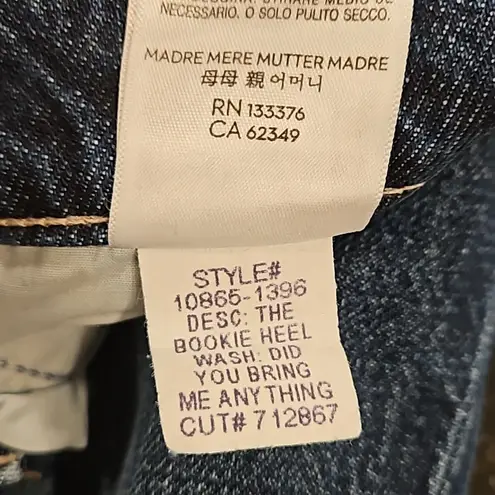 NECESSARIO. O SOLO PULITO SECCO.
MADRE MERE MUTTER MADRE
母母 親 어머니
RN 133376
CA 62349
STYLE#
10865-1396
DESC: THE
BOOKIE HEEL
WASH: DID
YOU BRING
ME ANYTHING
CUT# 712867